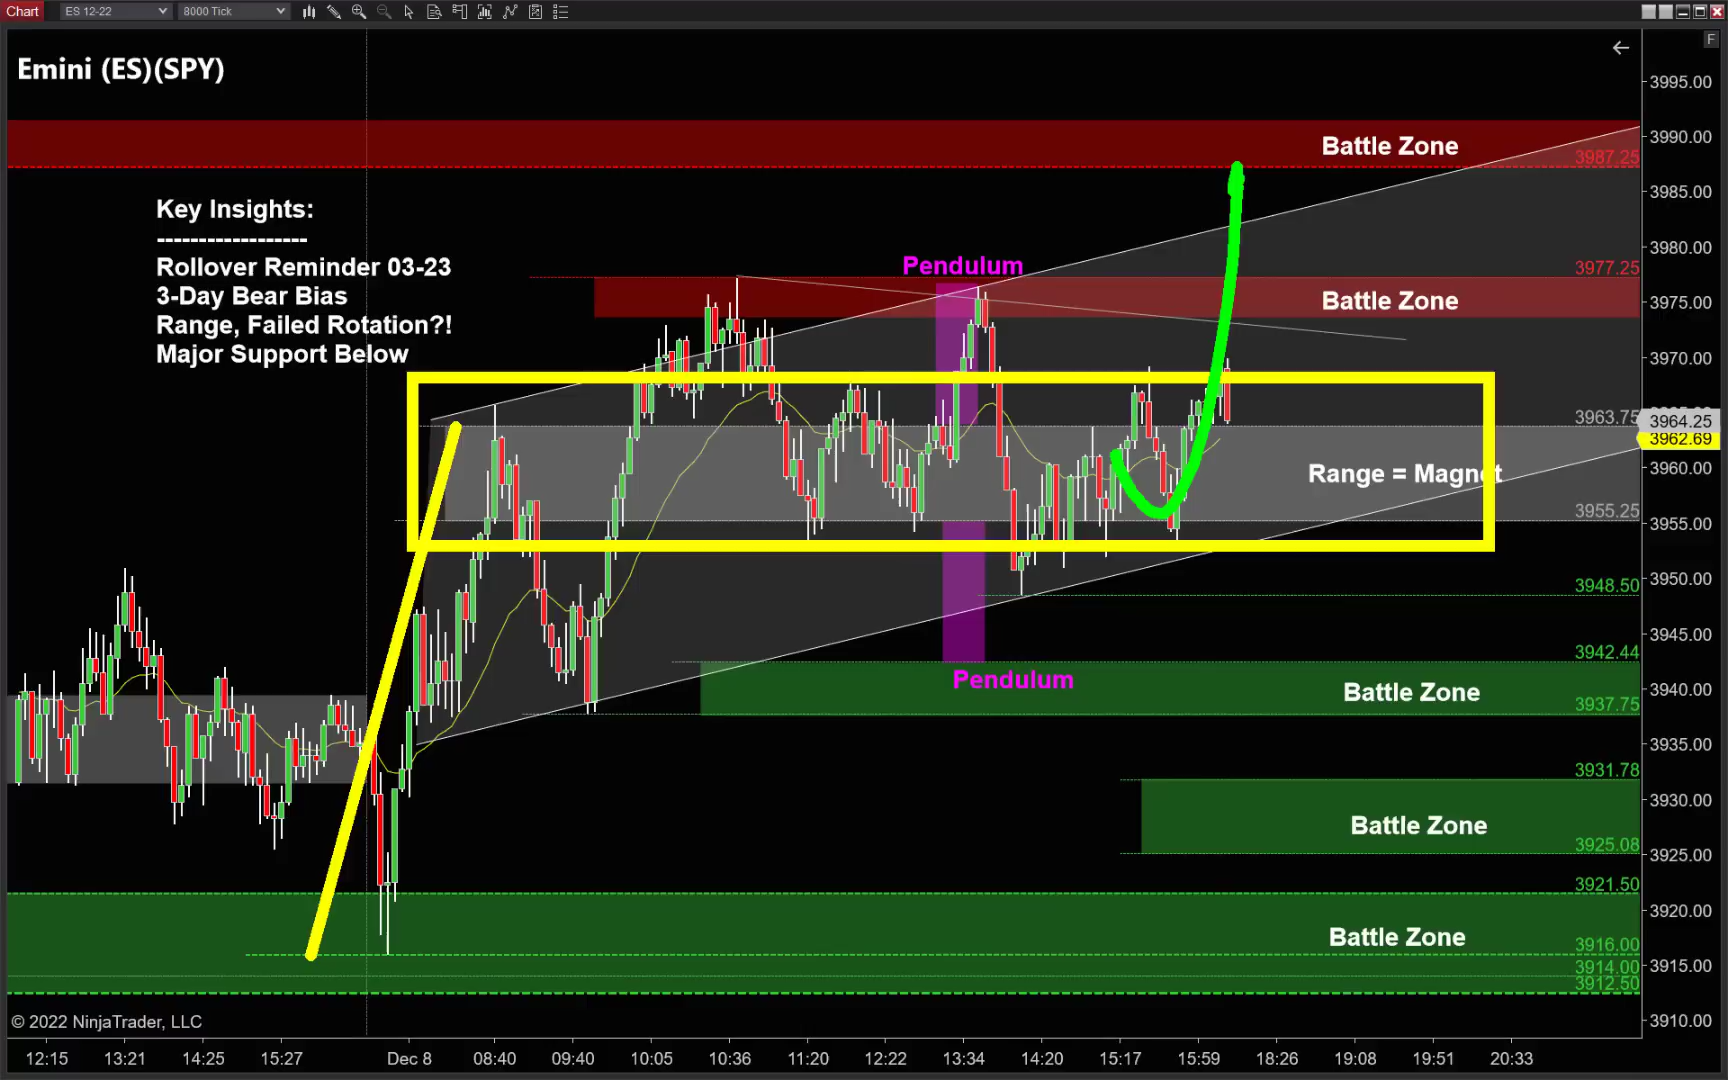 Chart
ES 12-22
8000 Tick
F
Emini (ES)(SPY)
3995.00
Battle Zone
3990.00
3987.25
3985.00
Key Insights:
------------------
Rollover Reminder 03-23
3-Day Bear Bias
Range, Failed Rotation?!
Major Support Below
3980.00
Pendulum
3977.25
Battle Zone
3975.00
3970.00
3963.75
3964.25
3962.69
Range = Magnet
3960.00
3955.25
3955.00
3950.00
3948.50
3945.00
3942.44
Pendulum
Battle Zone
3940.00
3937.75
3935.00
3931.78
3930.00
Battle Zone
3925.08
3925.00
3921.50
3920.00
Battle Zone
3916.00
3914.00
3915.00
3912.50
© 2022 NinjaTrader, LLC
3910.00
12:15 13:21 14:25 15:27 Dec 8 08:40 09:40 10:05 10:36 11:20 12:22 13:34 14:20 15:17 15:59 18:26 19:08 19:51 20:33